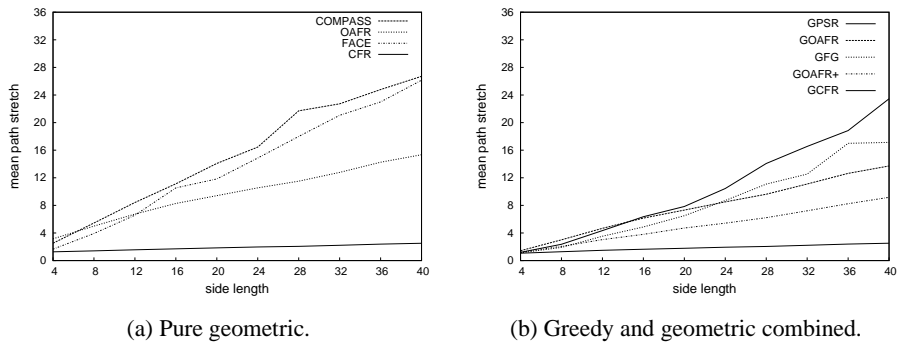 36
32
28
24
20
16
12
8
4
0
mean path stretch
COMPASS
OAFR
FACE
CFR
4 8 12 16 20 24 28 32 36 40
side length
(a) Pure geometric.
36
32
28
24
20
16
12
8
4
0
mean path stretch
GPSR
GOAFR
GFG
GOAFR+
GCFR
4 8 12 16 20 24 28 32 36 40
side length
(b) Greedy and geometric combined.